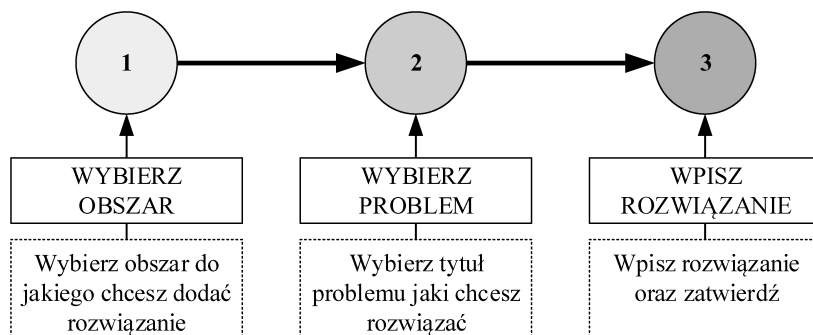 1
2
3
WYBIERZ
OBSZAR
WYBIERZ
PROBLEM
WPISZ
ROZWIĄZANIE
Wybierz obszar do
jakiego chcesz dodać
rozwiązanie
Wybierz tytuł
problemu jaki chcesz
rozwiązać
Wpisz rozwiązanie
oraz zatwierdź